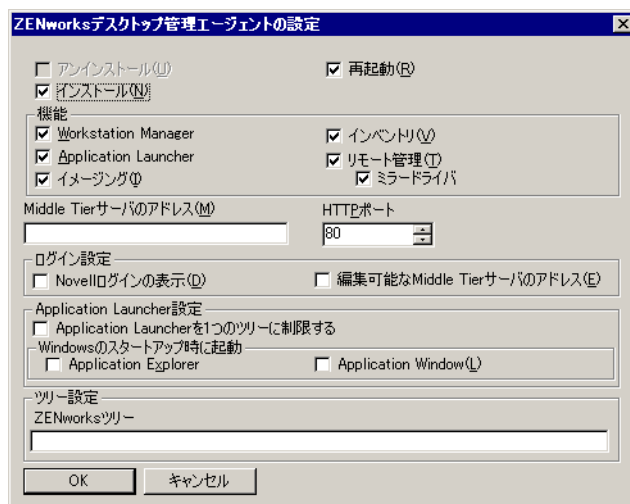 ZENworksデスクトップ管理エージェントの設定
アンインストール(U)
再起動(R)
インストール(N)
機能
Workstation Manager
インベントリ(V)
Application Launcher
リモート管理(T)
イメージング(I)
ミラードライバ
Middle Tierサーバのアドレス(M)
HTTPポート
80
ログイン設定
Novellログインの表示(D)
編集可能なMiddle Tierサーバのアドレス(E)
Application Launcher設定
Application Launcherを1つのツリーに制限する
Windowsのスタートアップ時に起動
Application Explorer
Application Window(L)
ツリー設定
ZENworksツリー
OK
キャンセル